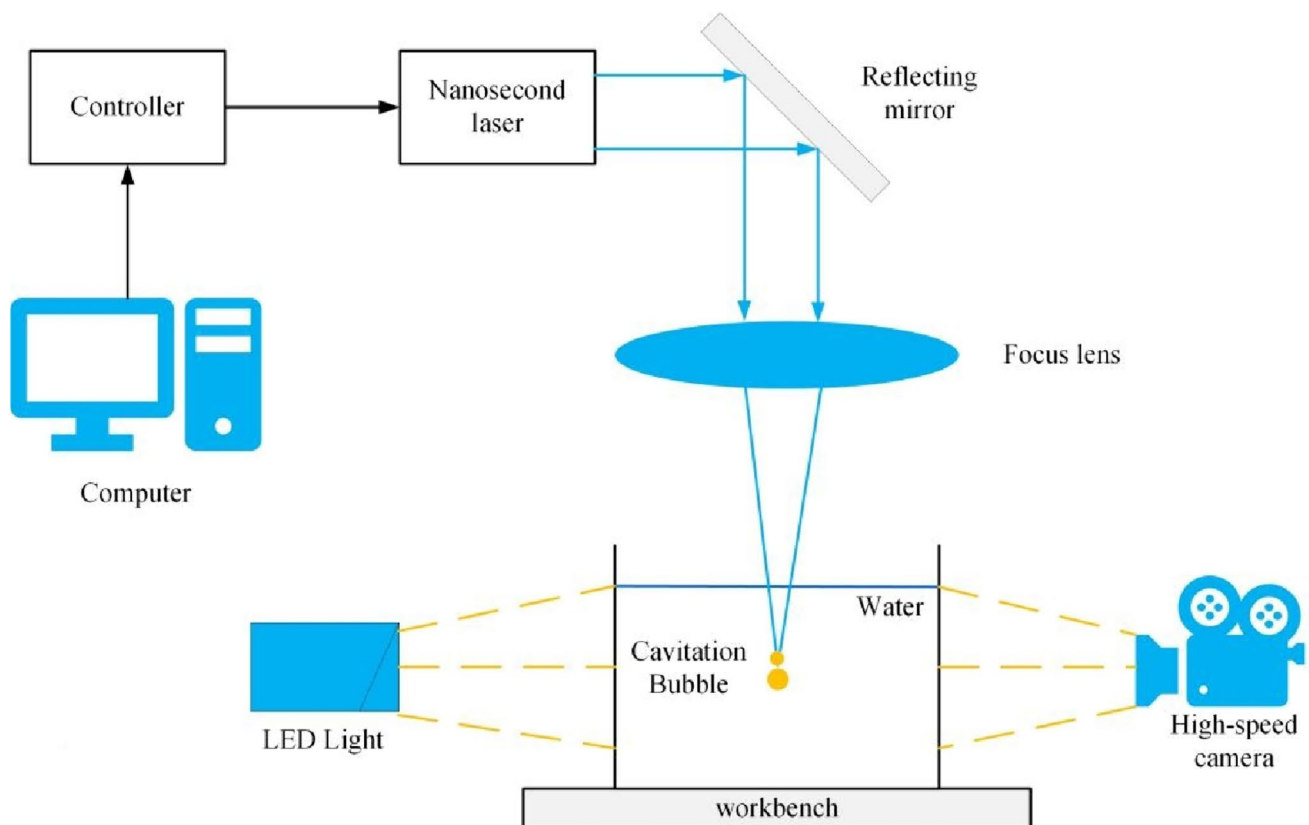 Controller
Nanosecond
laser
Reflecting
mirror
Focus lens
Computer
Water
Cavitation
Bubble
LED Light
High-speed
camera
workbench